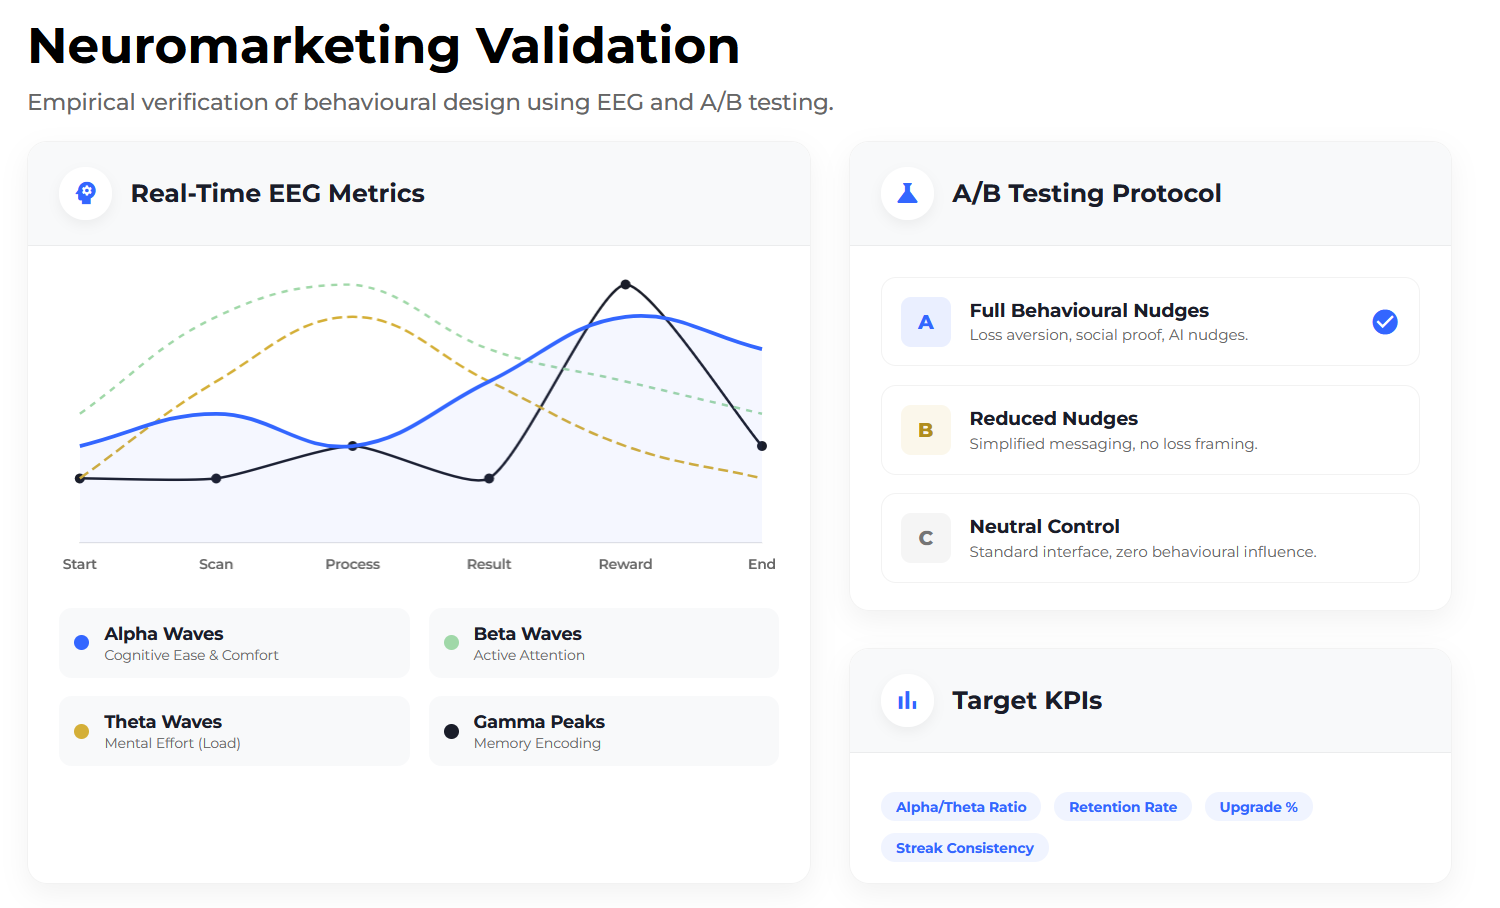 Neuromarketing Validation
Empirical verification of behavioural design using EEG and A/B testing.
Real-Time EEG Metrics
Start Scan Process Result Reward End
Alpha Waves
Cognitive Ease & Comfort
Beta Waves
Active Attention
Theta Waves
Mental Effort (Load)
Gamma Peaks
Memory Encoding
A/B Testing Protocol
A
Full Behavioural Nudges
Loss aversion, social proof, AI nudges.
B
Reduced Nudges
Simplified messaging, no loss framing.
C
Neutral Control
Standard interface, zero behavioural influence.
Target KPIs
Alpha/Theta Ratio
Retention Rate
Upgrade %
Streak Consistency